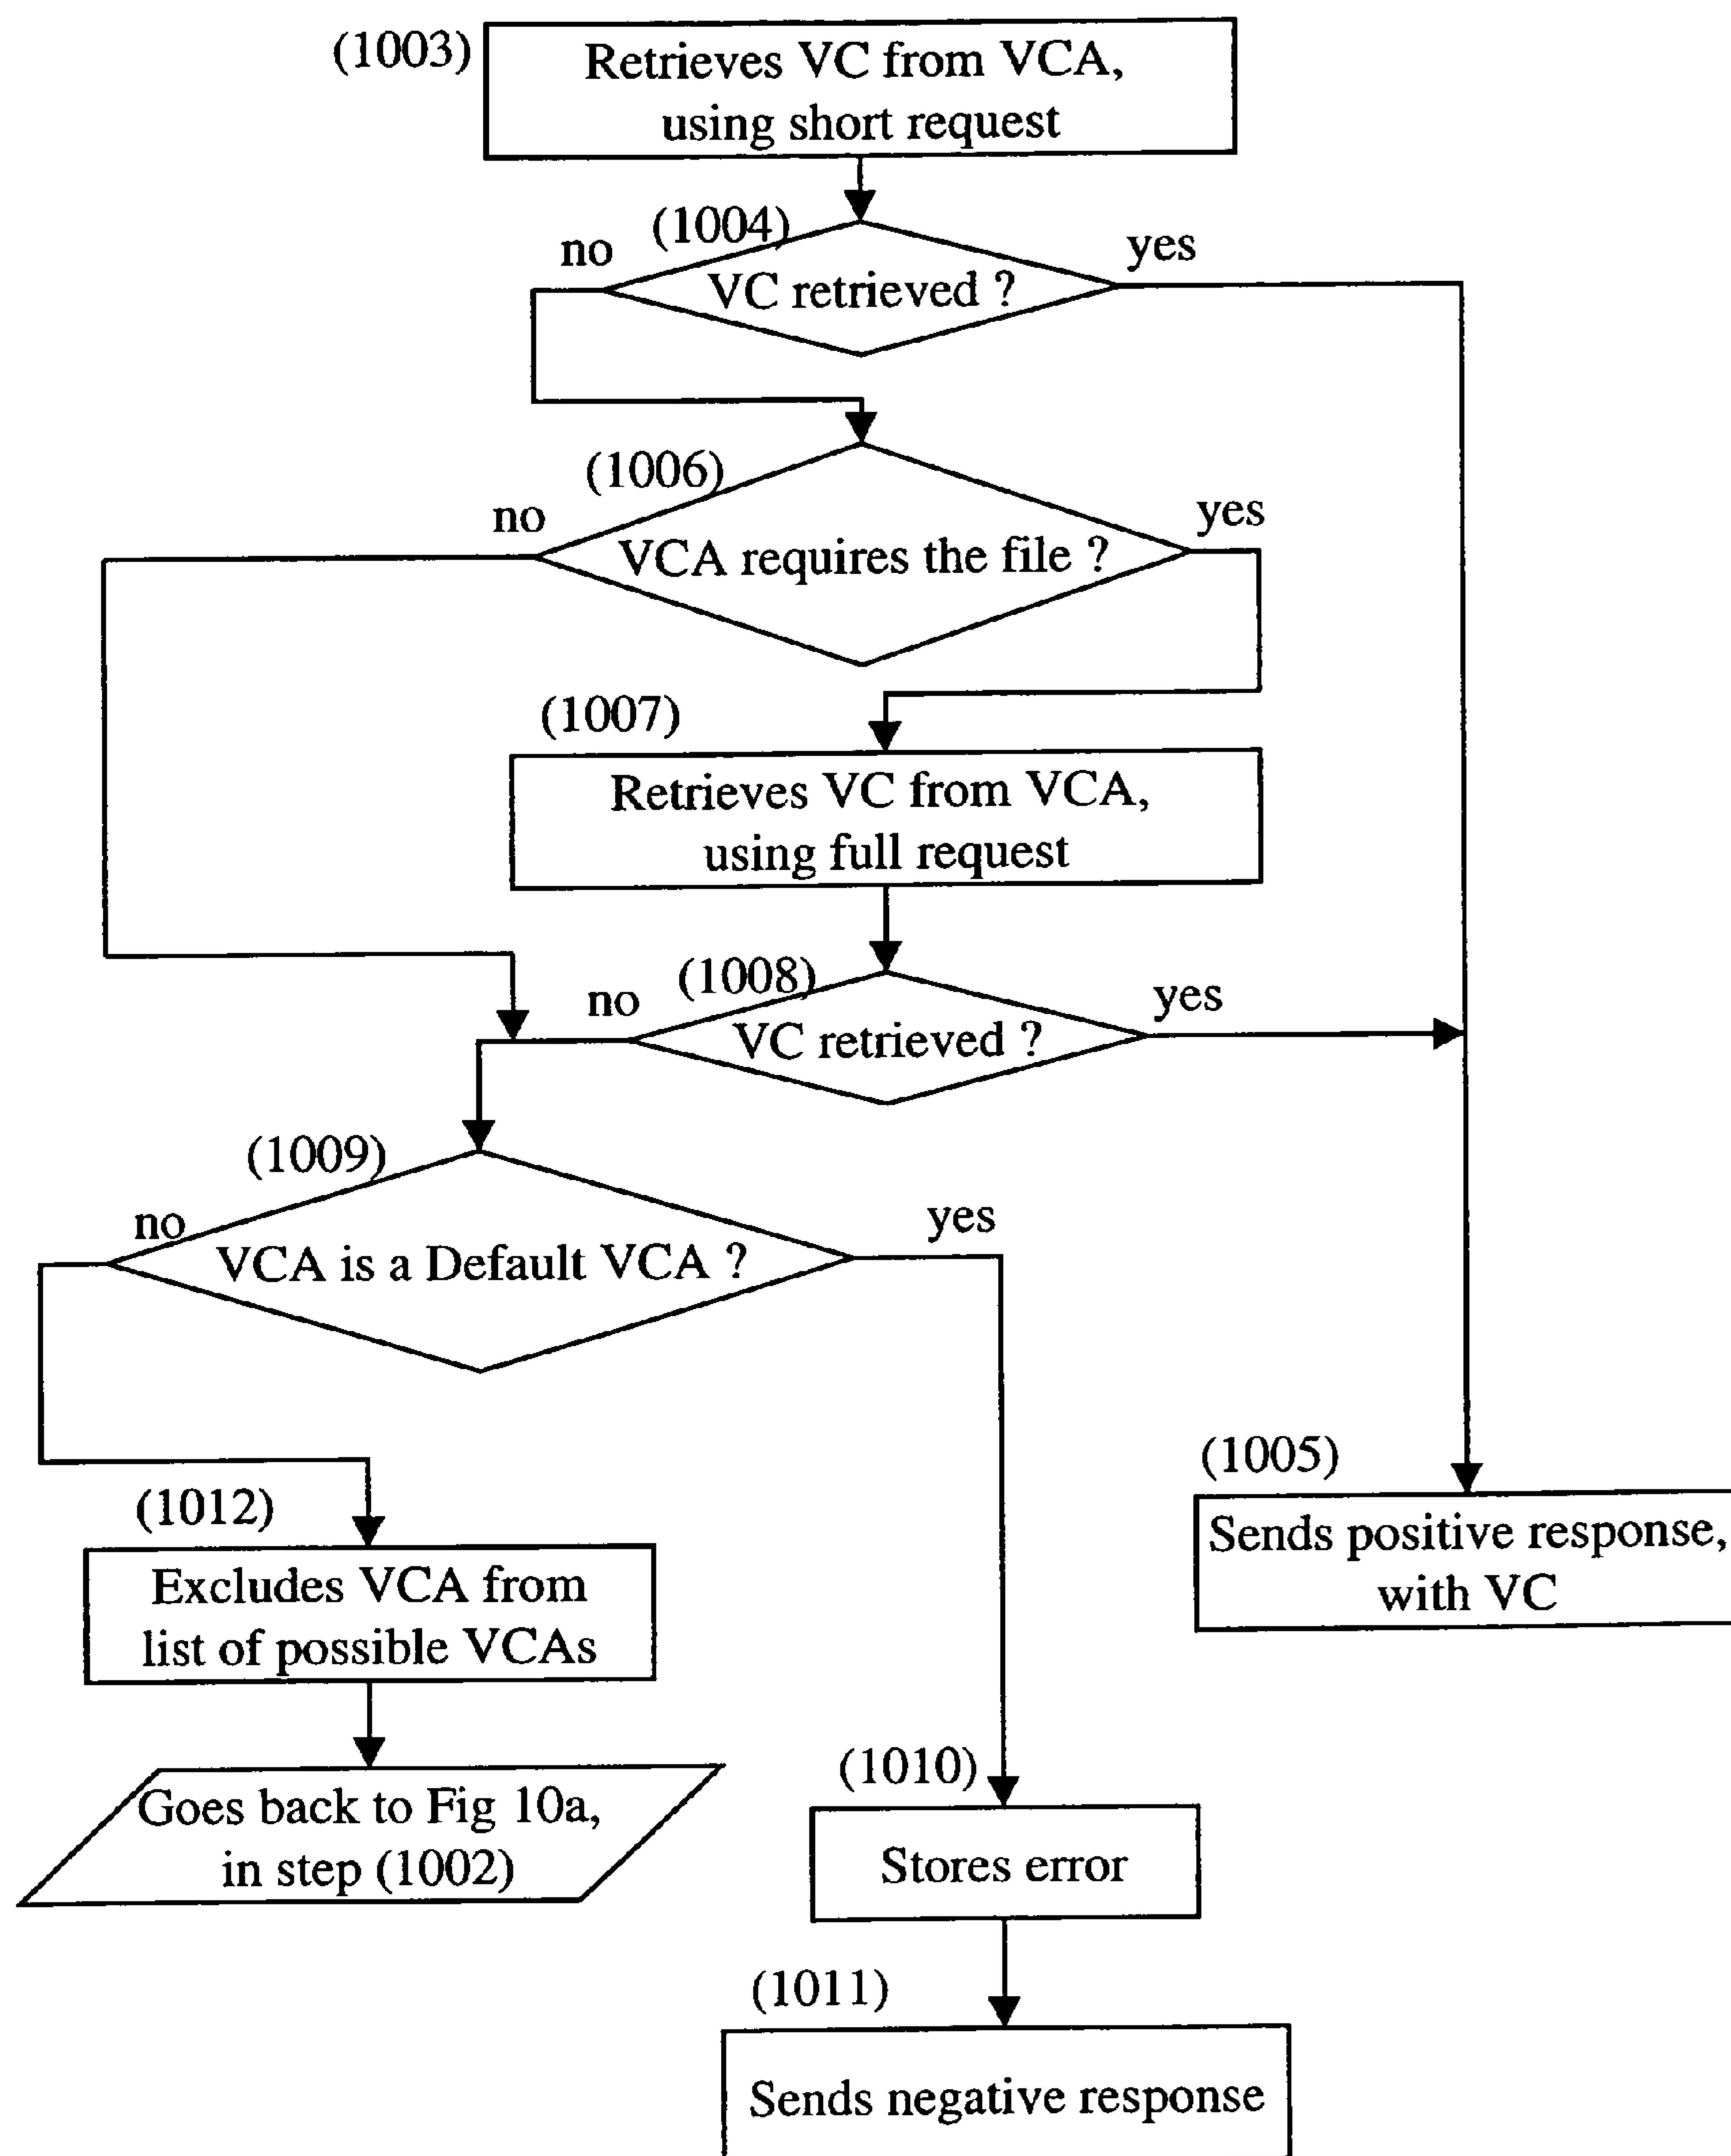 (1003)
Retrieves VC from VCA,
using short request
(1004)
no
yes
VC retrieved ?
(1006)
no
yes
VCA requires the file ?
(1007)
Retrieves VC from VCA,
using full request
(1008)
no
yes
VC retrieved ?
(1009)
no
yes
VCA is a Default VCA ?
(1005)
Sends positive response,
with VC
(1012)
Excludes VCA from
list of possible VCAs
(1010)
Goes back to Fig 10a,
in step (1002)
Stores error
(1011)
Sends negative response